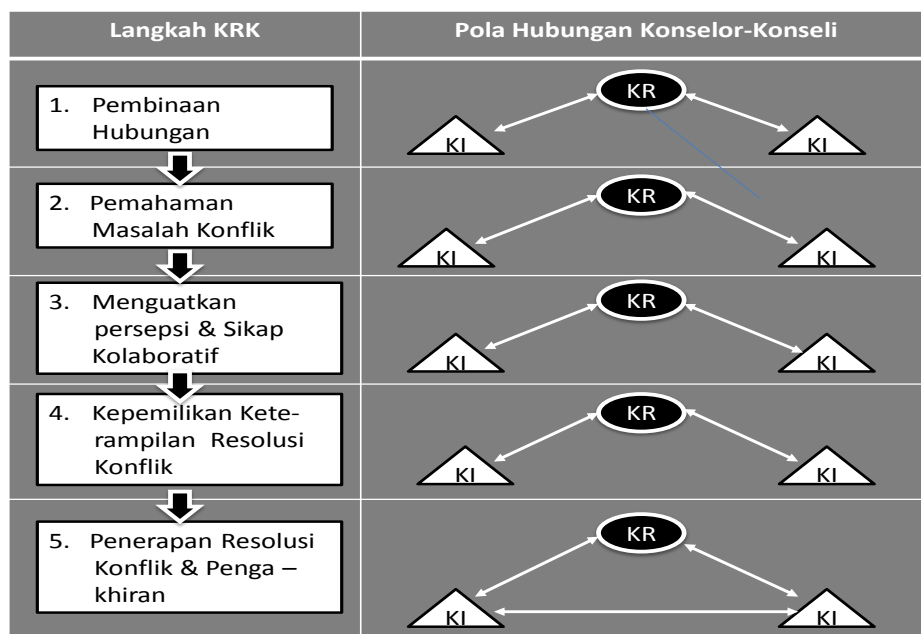 Langkah KRK
Pola Hubungan Konselor-Konseli
1. Pembinaan
Hubungan
KR
KI
KI
2. Pemahaman
Masalah Konflik
KR
KI
KI
3. Menguatkan
persepsi & Sikap
Kolaboratif
KR
KI
KI
4. Kepemilikan Kete-
rampilan Resolusi
Konflik
KR
KI
KI
5. Penerapan Resolusi
Konflik & Penga –
khiran
KR
KI
KI